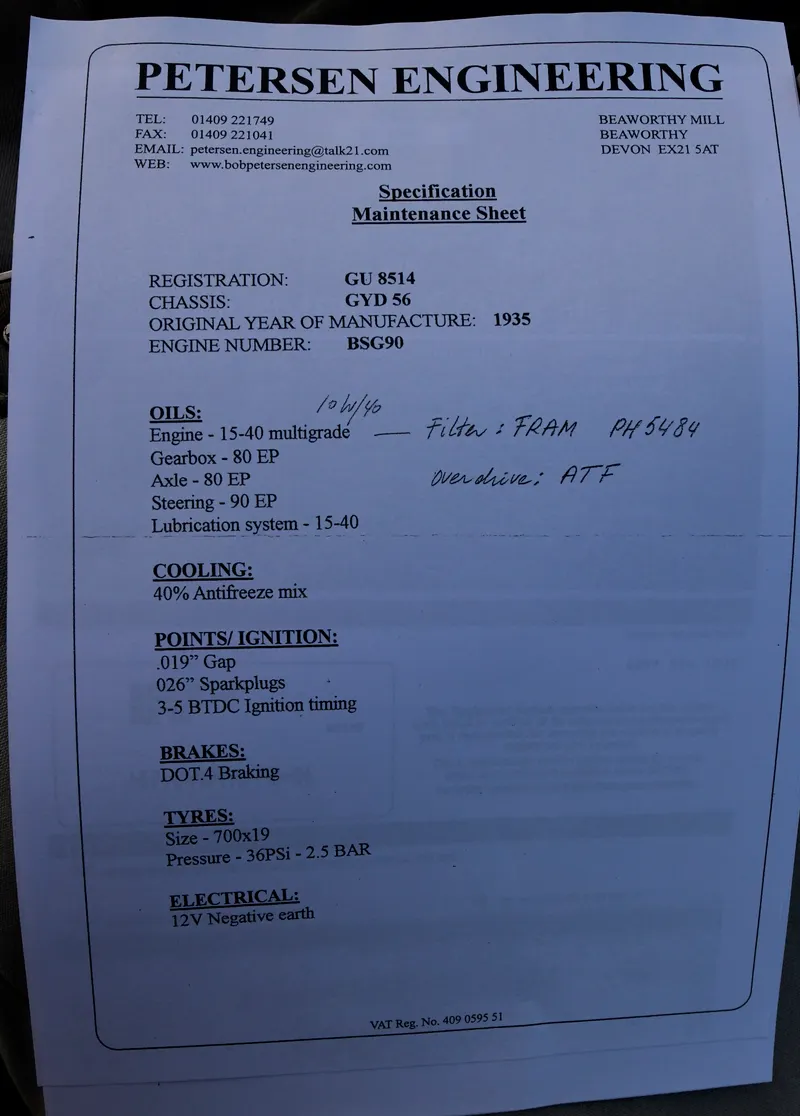 PETERSEN ENGINEERING
TEL: 01409 221749
FAX: 01409 221041
EMAIL: petersen.engineering@talk21.com
WEB: www.bobpetersenengineering.com
BEAWORTHY MILL
BEAWORTHY
DEVON EX21 5AT
Specification
Maintenance Sheet
REGISTRATION: GU 8514
CHASSIS: GYD 56
ORIGINAL YEAR OF MANUFACTURE: 1935
ENGINE NUMBER: BSG90
OILS:
10W/40
Engine - 15-40 multigrade — Filter: FRAM PH5484
Gearbox - 80 EP
Axle - 80 EP
Overdrive: ATF
Steering - 90 EP
Lubrication system - 15-40
COOLING:
40% Antifreeze mix
POINTS/ IGNITION:
.019” Gap
026” Sparkplugs
3-5 BTDC Ignition timing
BRAKES:
DOT.4 Braking
TYRES:
Size - 700x19
Pressure - 36PSi - 2.5 BAR
ELECTRICAL:
12V Negative earth
VAT Reg. No. 409 0595 51